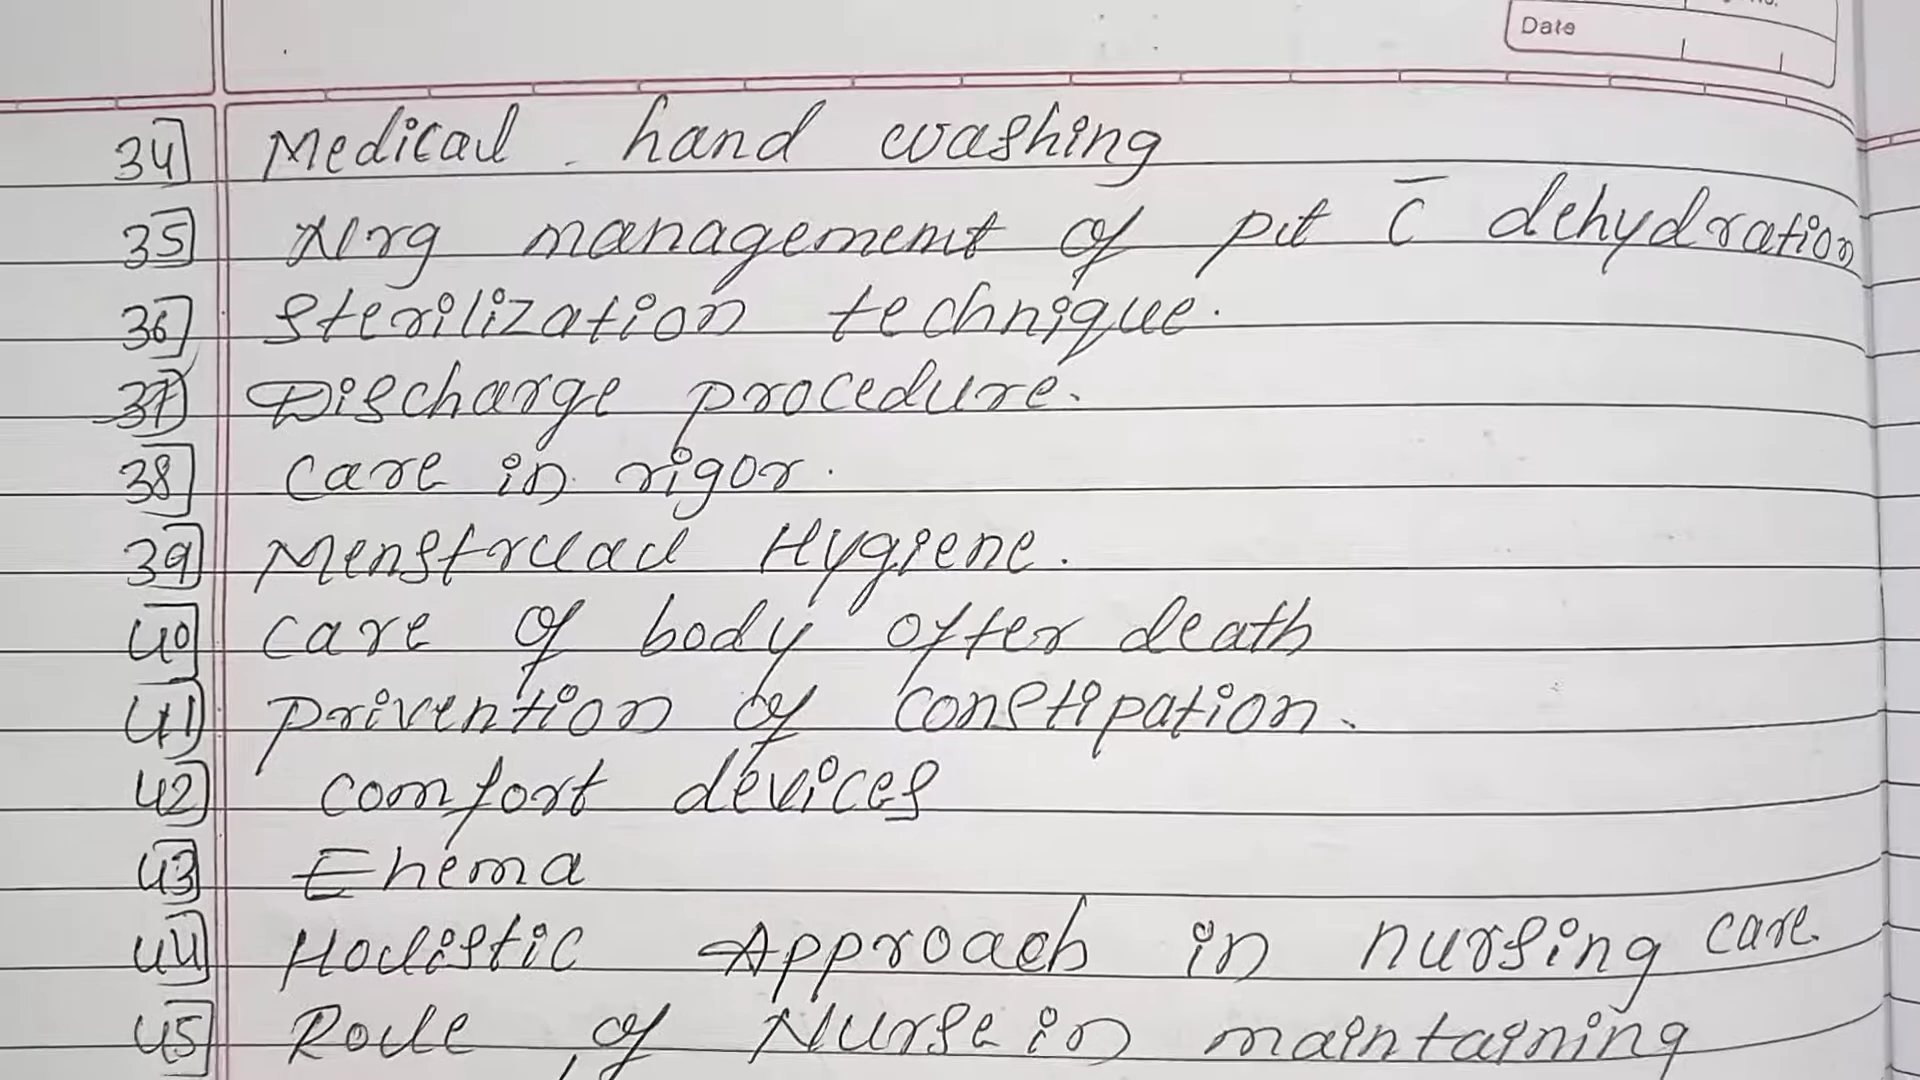 Date
34] Medical hand washing
35] Nrg management of pit c̄ dehydration
36] Sterilization technique.
37] Discharge procedure.
38] Care in rigor.
39] Menstrual Hygiene.
40] Care of body after death
41] Privention of Constipation.
42] comfort devices
43] Enema
44] Holistic Approach in nursing care.
45] Role of Nurse in maintaining